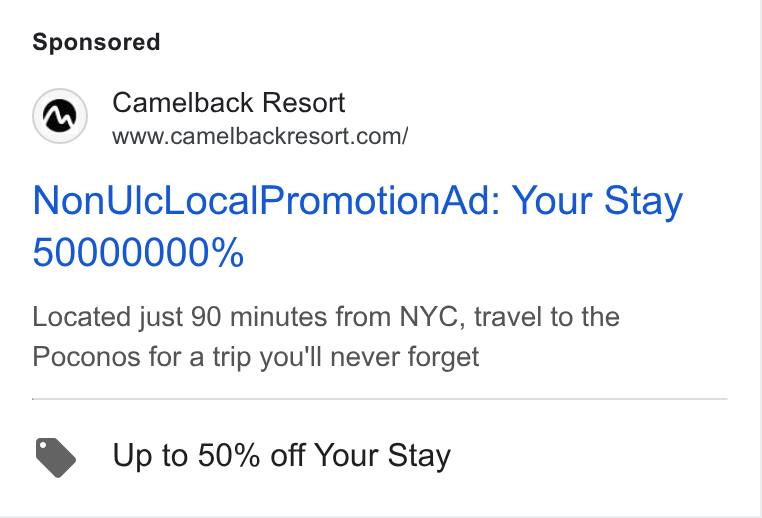 Sponsored
Camelback Resort
www.camelbackresort.com/
NonUlcLocalPromotionAd: Your Stay
50000000%
Located just 90 minutes from NYC, travel to the
Poconos for a trip you'll never forget
Up to 50% off Your Stay